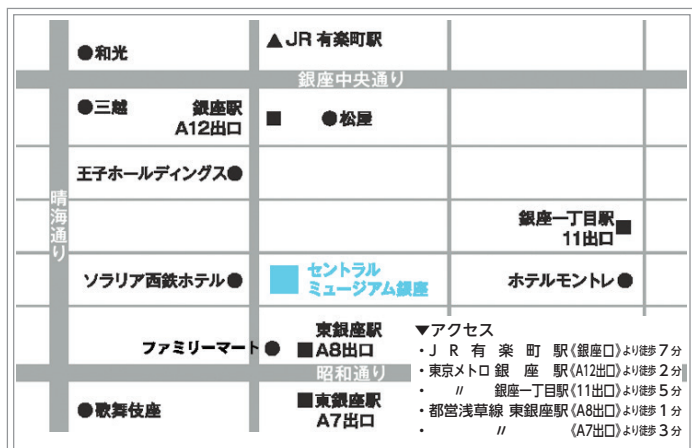 ●和光
▲JR 有楽町駅
銀座中央通り
●三越
銀座駅
A12出口
●松屋
王子ホールディングス●
晴海通り
銀座一丁目駅
11出口
ソラリア西鉄ホテル●
セントラル
ミュージアム銀座
ホテルモントレ●
ファミリーマート●
東銀座駅
■A8出口
昭和通り
●歌舞伎座
■東銀座駅
A7出口
▼アクセス
・JR有楽町駅《銀座口》より徒歩7分
・東京メトロ 銀座駅《A12出口》より徒歩2分
・〃 銀座一丁目駅《11出口》より徒歩5分
・都営浅草線 東銀座駅《A8出口》より徒歩1分
・〃 《A7出口》より徒歩3分